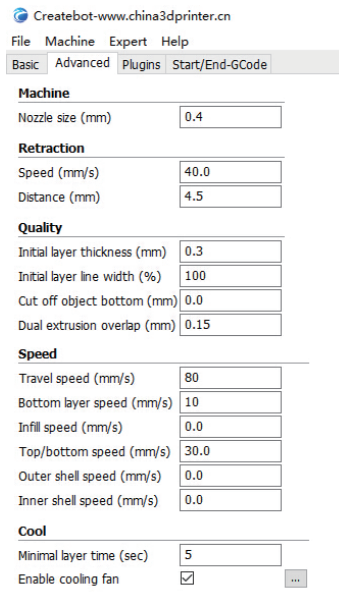 Createbot-www.china3dprinter.cn
File Machine Expert Help
Basic Advanced Plugins Start/End-GCode
Machine
Nozzle size (mm) 0.4
Retraction
Speed (mm/s) 40.0
Distance (mm) 4.5
Quality
Initial layer thickness (mm) 0.3
Initial layer line width (%) 100
Cut off object bottom (mm) 0.0
Dual extrusion overlap (mm) 0.15
Speed
Travel speed (mm/s) 80
Bottom layer speed (mm/s) 10
Infill speed (mm/s) 0.0
Top/bottom speed (mm/s) 30.0
Outer shell speed (mm/s) 0.0
Inner shell speed (mm/s) 0.0
Cool
Minimal layer time (sec) 5
Enable cooling fan ...